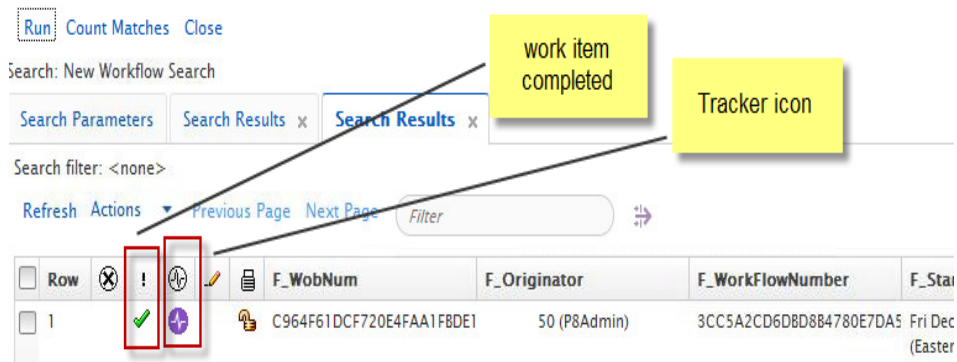 Run Count Matches Close
Search: New Workflow Search
work item
completed
Tracker icon
Search Parameters Search Results x Search Results x
Search filter: <none>
Refresh Actions Previous Page Next Page Filter
Row ! F_WobNum F_Originator F_WorkFlowNumber F_Star
1 C964F61DCF720E4FAA1FBDE1 50 (P8Admin) 3CC5A2CD6DBD8B4780E7DA5 Fri Dec
(Easter